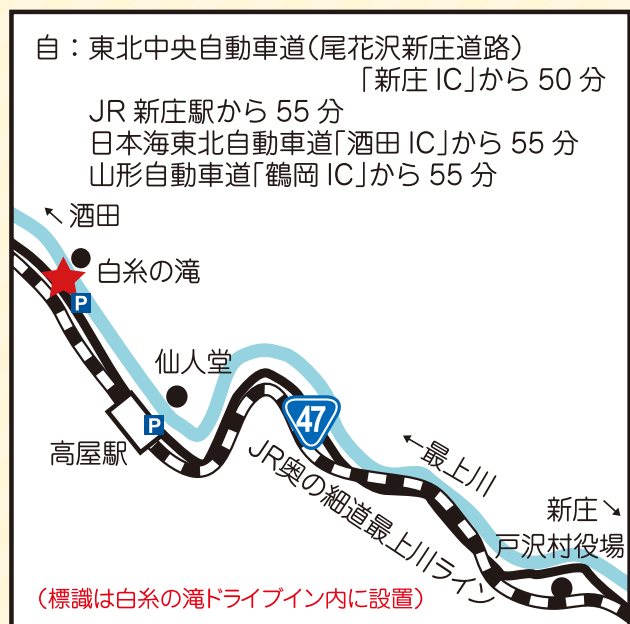 自：東北中央自動車道(尾花沢新庄道路)
「新庄 IC」から 50 分
JR 新庄駅から 55 分
日本海東北自動車道「酒田 IC」から 55 分
山形自動車道「鶴岡 IC」から 55 分
↖ 酒田
白糸の滝
P
仙人堂
P
47
高屋駅
←最上川
JR奥の細道最上川ライン
新庄↘
戸沢村役場
(標識は白糸の滝ドライブイン内に設置)